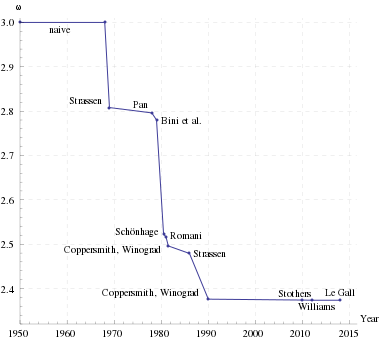 ω
3.0
naive
2.9
2.8
Strassen
Pan
Bini et al.
2.7
2.6
2.5
Schönhage
Romani
Coppersmith, Winograd
Strassen
2.4
Coppersmith, Winograd
Stothers
Le Gall
Williams
Year
1950 1960 1970 1980 1990 2000 2010 2015